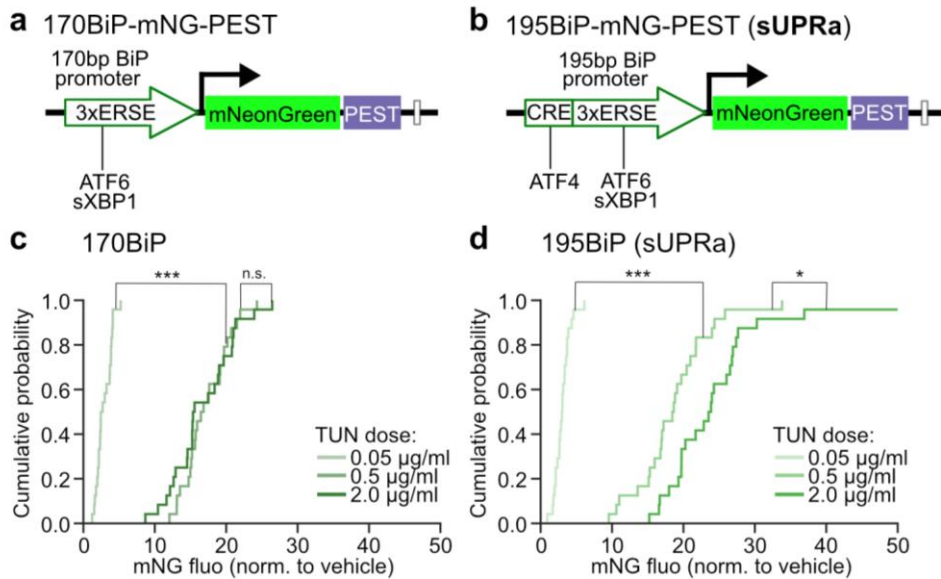 a 170BiP-mNG-PEST
170bp BiP
promoter
3xERSE
mNeonGreen
PEST
ATF6
sXBP1
b 195BiP-mNG-PEST (sUPRa)
195bp BiP
promoter
CRE
3xERSE
mNeonGreen
PEST
ATF4
ATF6
sXBP1
c 170BiP
***
n.s.
Cumulative probability
1.0
0.8
0.6
0.4
0.2
0.0
TUN dose:
0.05 µg/ml
0.5 µg/ml
2.0 µg/ml
0 10 20 30 40 50
mNG fluo (norm. to vehicle)
d 195BiP (sUPRa)
***
*
Cumulative probability
1.0
0.8
0.6
0.4
0.2
0.0
TUN dose:
0.05 µg/ml
0.5 µg/ml
2.0 µg/ml
0 10 20 30 40 50
mNG fluo (norm. to vehicle)